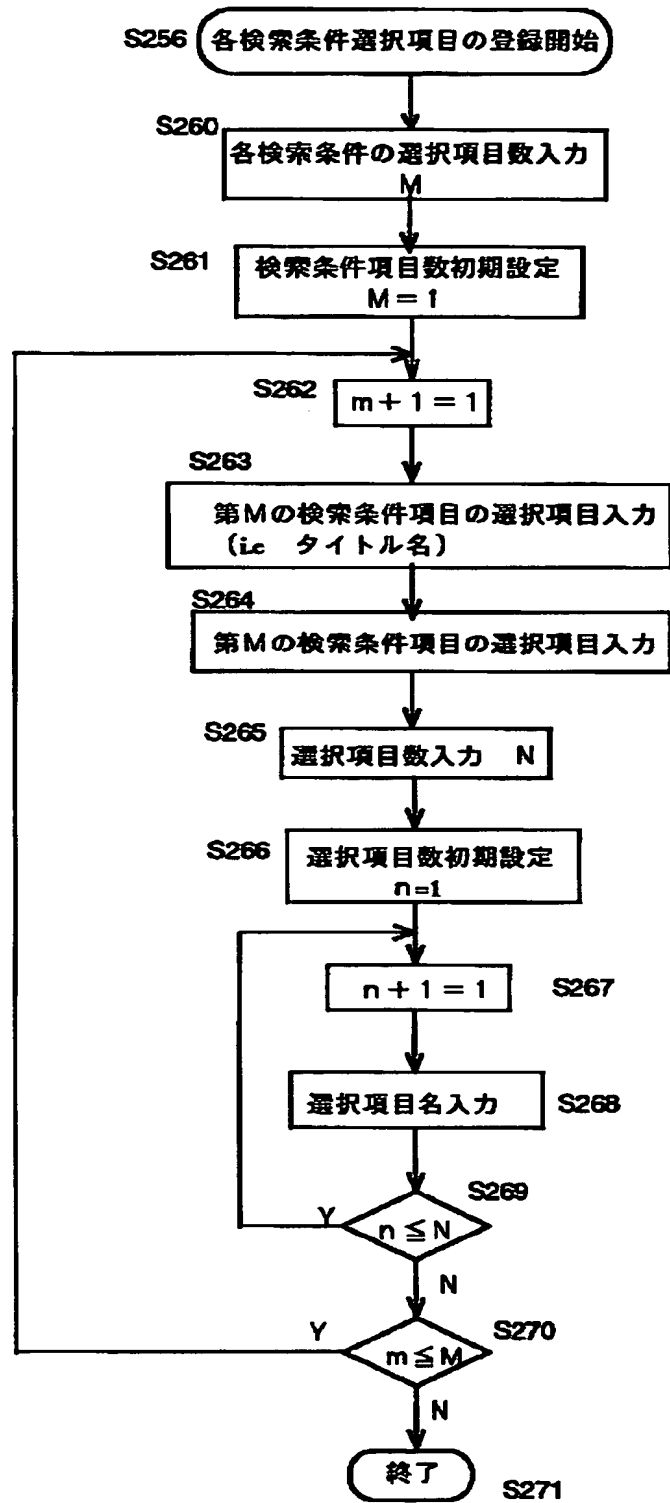 S256 各検索条件選択項目の登録開始
S260
各検索条件の選択項目数入力
M
S261
検索条件項目数初期設定
M = 1
S262
m + 1 = 1
S263
第Mの検索条件項目の選択項目入力
(i.e タイトル名)
S264
第Mの検索条件項目の選択項目入力
S265
選択項目数入力 N
S266
選択項目数初期設定
n=1
n + 1 = 1 S267
選択項目名入力 S268
S269
Y n ≦ N
N
S270
Y m ≦ M
N
終了 S271